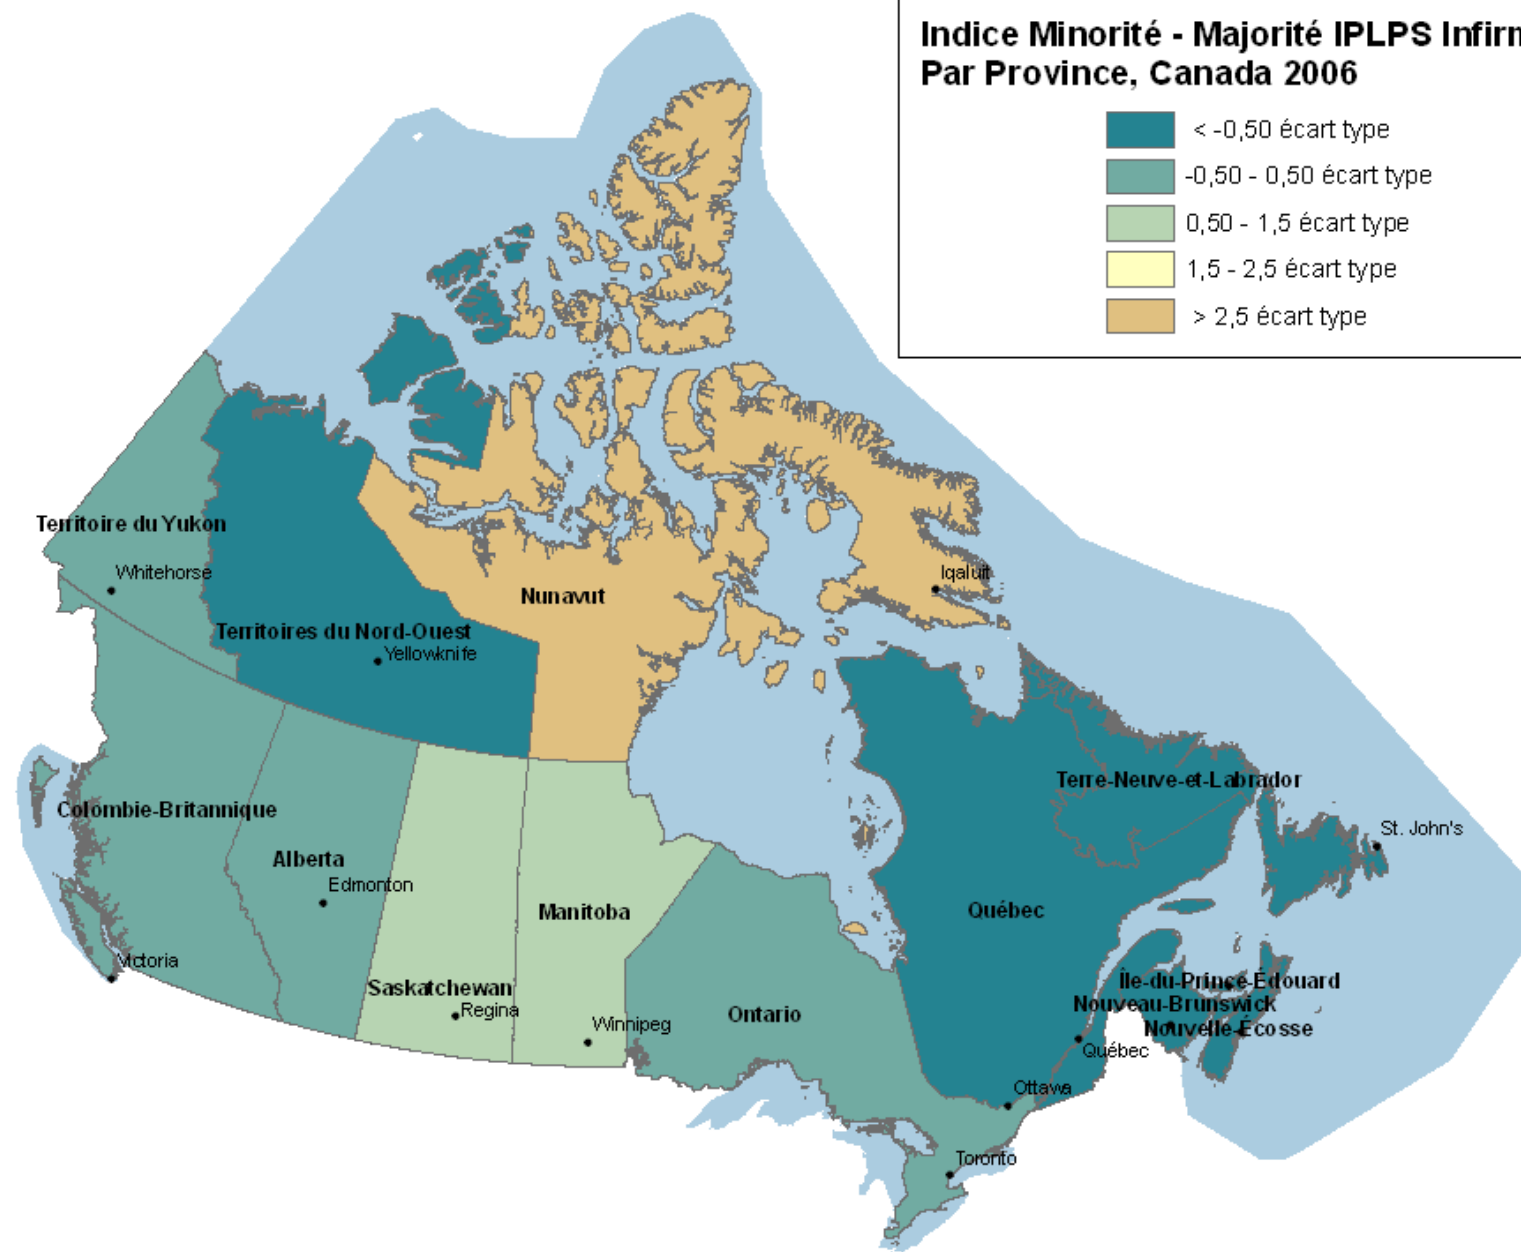 Indice Minorité - Majorité IPLPS
Par Province, Canada 2006
< -0,50 écart type
-0,50 - 0,50 écart type
0,50 - 1,5 écart type
1,5 - 2,5 écart type
> 2,5 écart type
Territoire du Yukon
Whitehorse
Nunavut
Iqaluit
Territoires du Nord-Ouest
Yellowknife
Terre-Neuve-et-Labrador
St. John's
Colombie-Britannique
Alberta
Edmonton
Manitoba
Québec
Victoria
Saskatchewan
Regina
Winnipeg
Ontario
Île-du-Prince-Édouard
Nouveau-Brunswick
Nouvelle-Écosse
Québec
Ottawa
Toronto